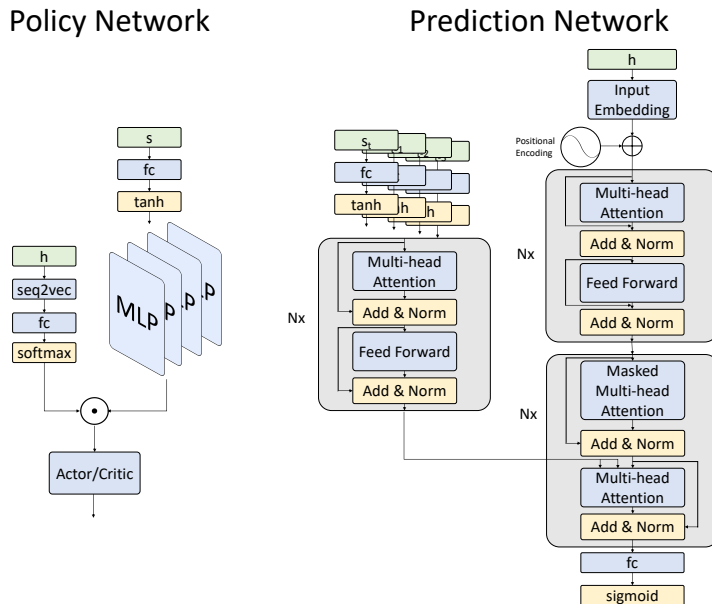 Policy Network
s
fc
tanh
h
seq2vec
fc
softmax
MLP
Actor/Critic
Prediction Network
h
Input
Embedding
Positional
Encoding
Multi-head
Attention
Add & Norm
Feed Forward
Add & Norm
Nx
sₜ
fc
tanh
Multi-head
Attention
Add & Norm
Feed Forward
Add & Norm
Nx
Masked
Multi-head
Attention
Add & Norm
Multi-head
Attention
Add & Norm
Nx
fc
sigmoid